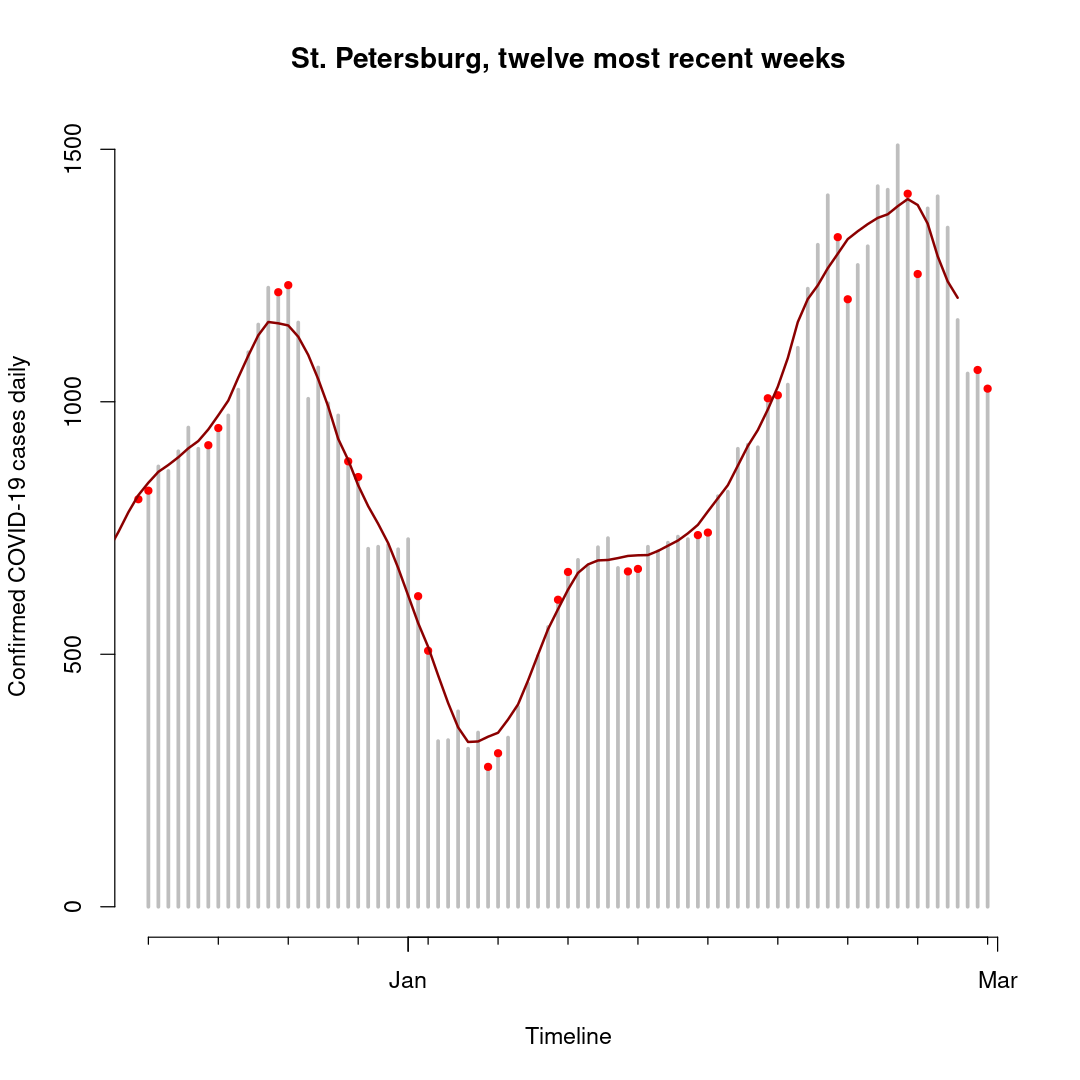 St. Petersburg, twelve most recent weeks
Confirmed COVID-19 cases daily
1500
1000
500
0
Jan
Mar
Timeline